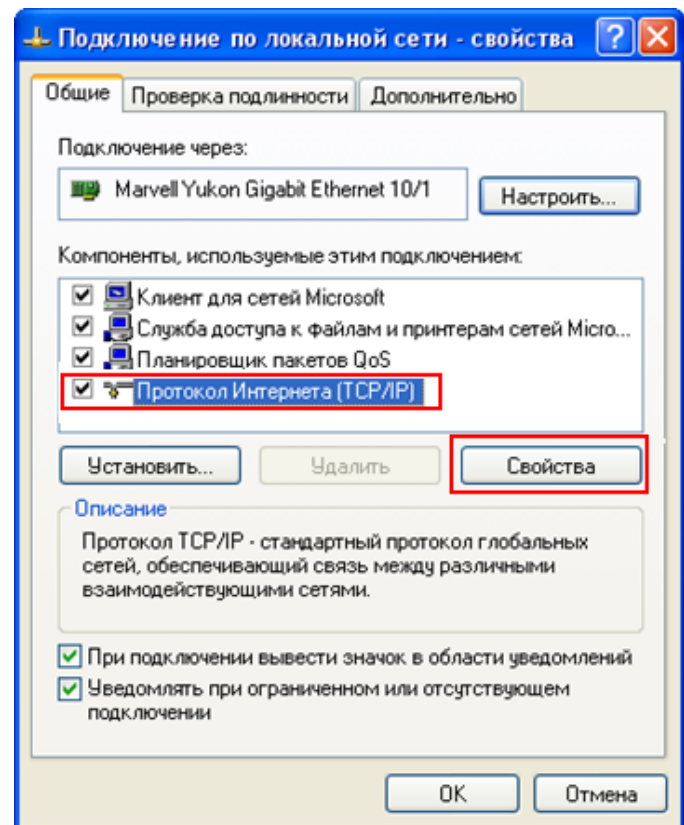 Подключение по локальной сети - свойства
Общие Проверка подлинности Дополнительно
Подключение через:
Marvell Yukon Gigabit Ethernet 10/1
Настроить...
Компоненты, используемые этим подключением:
Клиент для сетей Microsoft
Служба доступа к файлам и принтерам сетей Micro...
Планировщик пакетов QoS
Протокол Интернета (TCP/IP)
Установить... Удалить Свойства
Описание
Протокол TCP/IP - стандартный протокол глобальных
сетей, обеспечивающий связь между различными
взаимодействующими сетями.
При подключении вывести значок в области уведомлений
Уведомлять при ограниченном или отсутствующем
подключении
OK Отмена